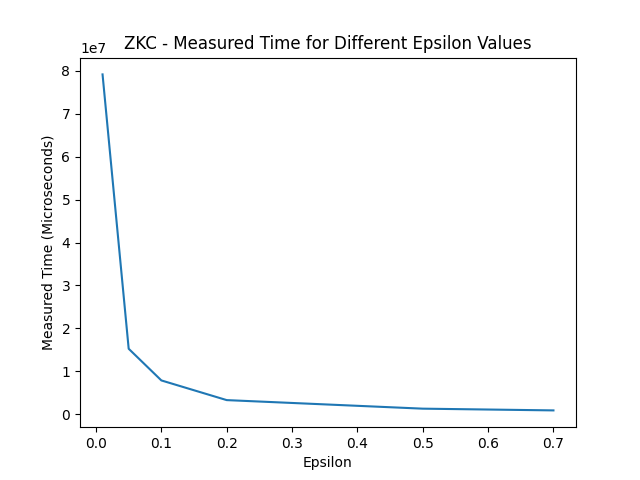 ZKC - Measured Time for Different Epsilon Values
1e7
8
7
6
5
4
3
2
1
0
Measured Time (Microseconds)
0.0 0.1 0.2 0.3 0.4 0.5 0.6 0.7
Epsilon